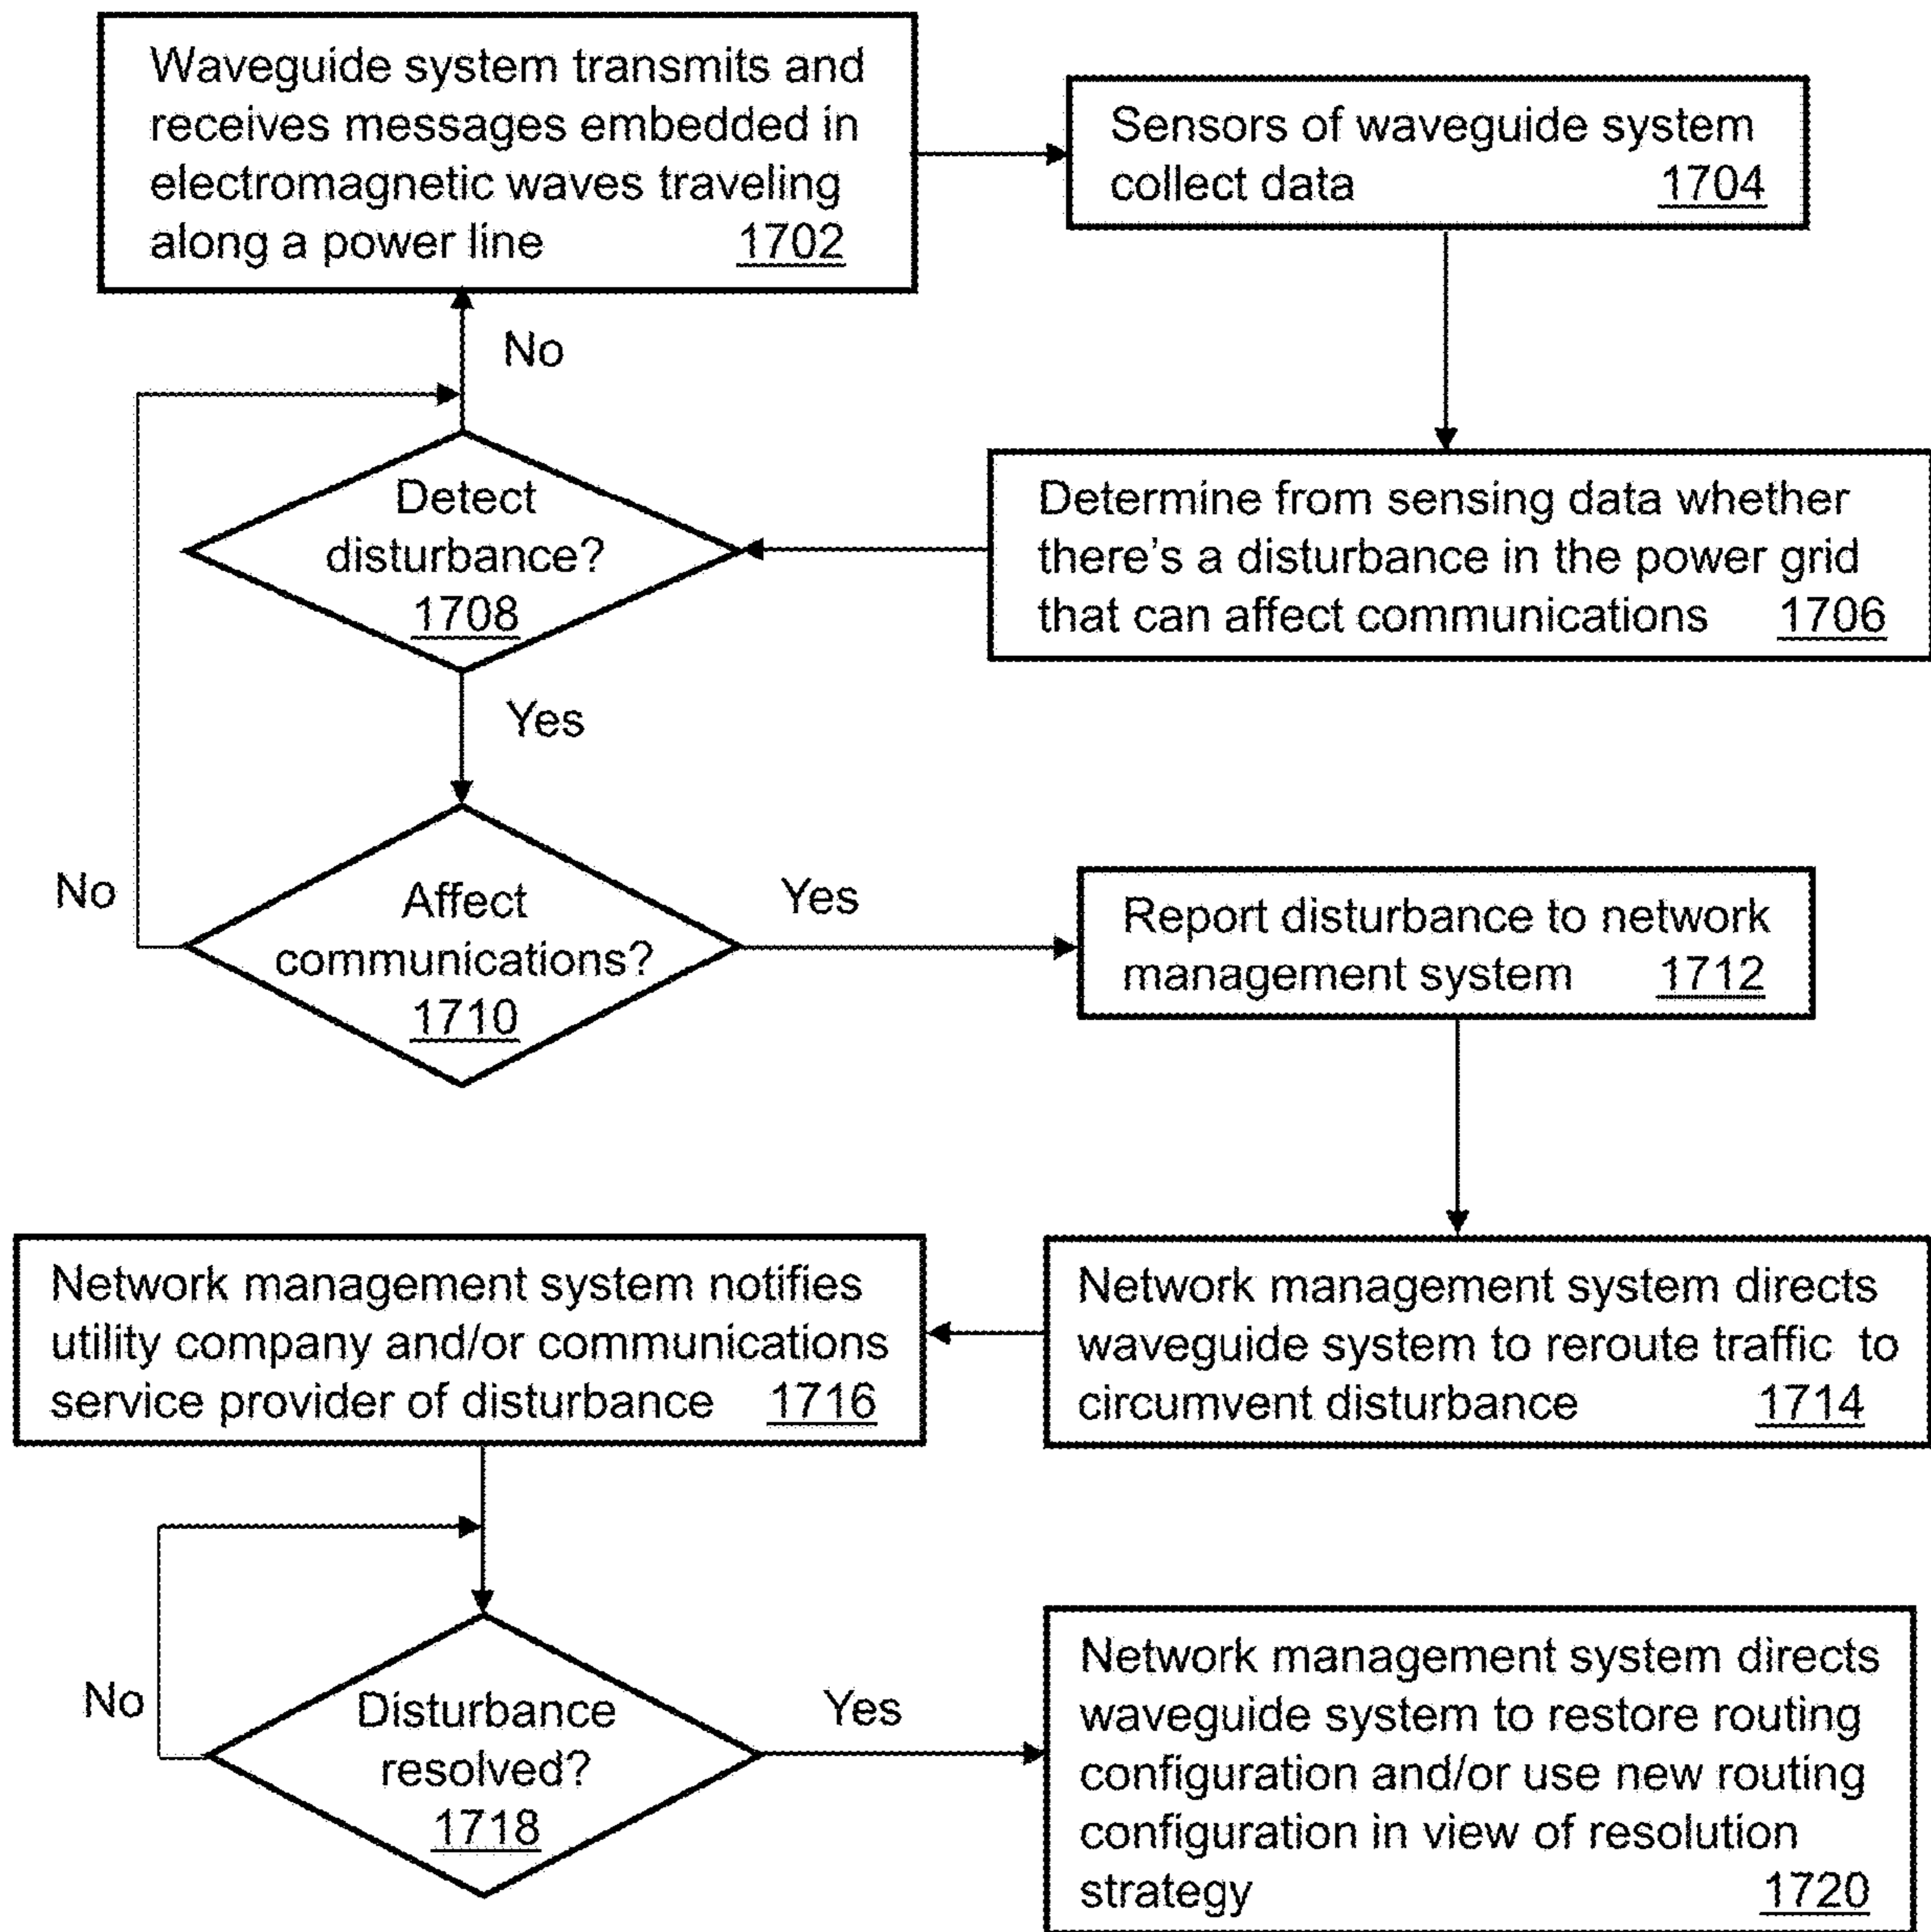 Waveguide system transmits and
receives messages embedded in
electromagnetic waves traveling
along a power line 1702
Sensors of waveguide system
collect data 1704
No
Detect
disturbance?
1708
Determine from sensing data whether
there's a disturbance in the power grid
that can affect communications 1706
Yes
No
Affect
communications?
1710
Yes
Report disturbance to network
management system 1712
Network management system directs
waveguide system to reroute traffic to
circumvent disturbance 1714
Network management system notifies
utility company and/or communications
service provider of disturbance 1716
No
Disturbance
resolved?
1718
Yes
Network management system directs
waveguide system to restore routing
configuration and/or use new routing
configuration in view of resolution
strategy 1720